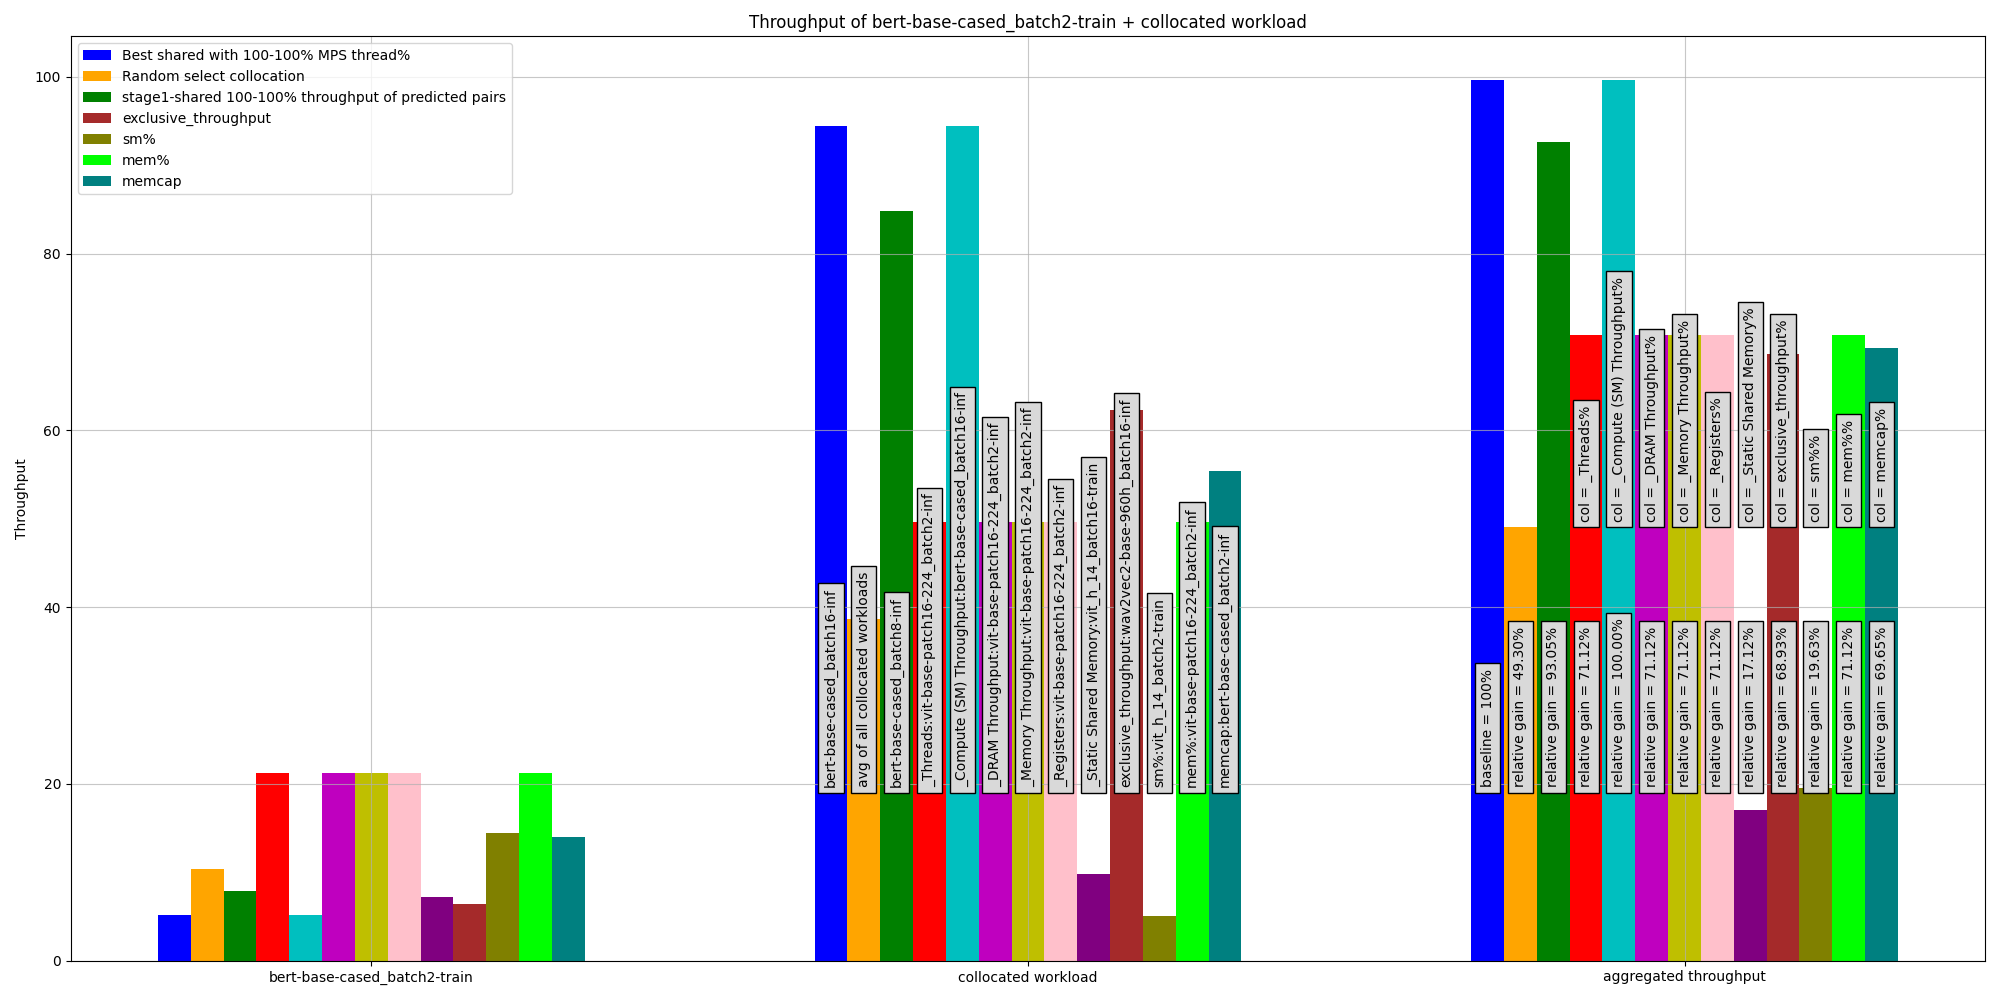 Throughput of bert-base-cased_batch2-train + collocated workload
Best shared with 100-100% MPS thread%
Random select collocation
stage1-shared 100-100% throughput of predicted pairs
exclusive_throughput
sm%
mem%
memcap
Throughput
100
80
60
40
20
0
bert-base-cased_batch16-inf
avg of all collocated workloads
bert-base-cased_batch8-inf
_Threads:vit-base-patch16-224_batch2-inf
_Compute (SM) Throughput:bert-base-cased_batch16-inf
_DRAM Throughput:vit-base-patch16-224_batch2-inf
_Memory Throughput:vit-base-patch16-224_batch2-inf
_Registers:vit-base-patch16-224_batch2-inf
_Static Shared Memory:vit_h_14_batch16-train
exclusive_throughput:wav2vec2-base-960h_batch16-inf
sm%:vit_h_14_batch2-train
mem%:vit-base-patch16-224_batch2-inf
memcap:bert-base-cased_batch2-inf
col = _Threads%
col = _Compute (SM) Throughput%
col = _DRAM Throughput%
col = _Memory Throughput%
col = _Registers%
col = _Static Shared Memory%
col = exclusive_throughput%
col = sm%%
col = mem%%
col = memcap%
baseline = 100%
relative gain = 49.30%
relative gain = 93.05%
relative gain = 71.12%
relative gain = 100.00%
relative gain = 71.12%
relative gain = 71.12%
relative gain = 71.12%
relative gain = 17.12%
relative gain = 68.93%
relative gain = 19.63%
relative gain = 71.12%
relative gain = 69.65%
bert-base-cased_batch2-train
collocated workload
aggregated throughput